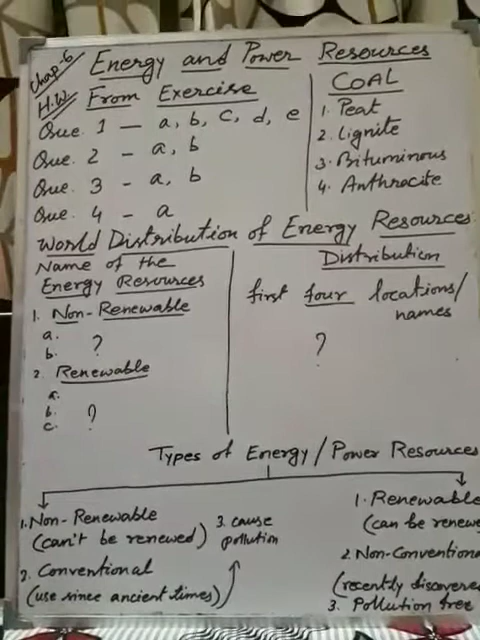 Chap-6 Energy and Power Resources
H.W. From Exercise
Que. 1 — a, b, c, d, e
Que. 2 - a, b
Que. 3 - a, b
Que. 4 - a
COAL
1. Peat
2. Lignite
3. Bituminous
4. Anthrocite
World Distribution of Energy Resources
Name of the
Energy Resources
1. Non-Renewable
a.
b. ?
2. Renewable
a.
b. ?
c.
Distribution
first four locations/
names
?
Types of Energy/Power Resources
1. Non-Renewable
(can't be renewed)
2. Conventional
(use since ancient times)
3. cause
pollution
1. Renewable
(can be renewe
2. Non-Conventiona
(recently discovere
3. Pollution free